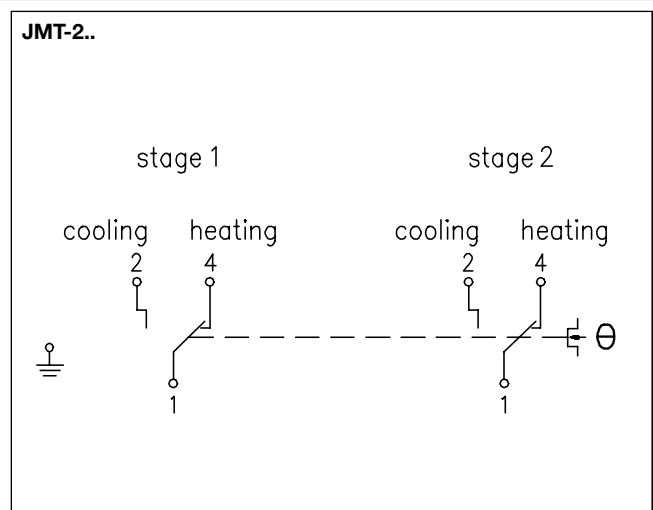 JMT-2..
stage 1 stage 2
cooling heating cooling heating
2 4 2 4
θ
1 1